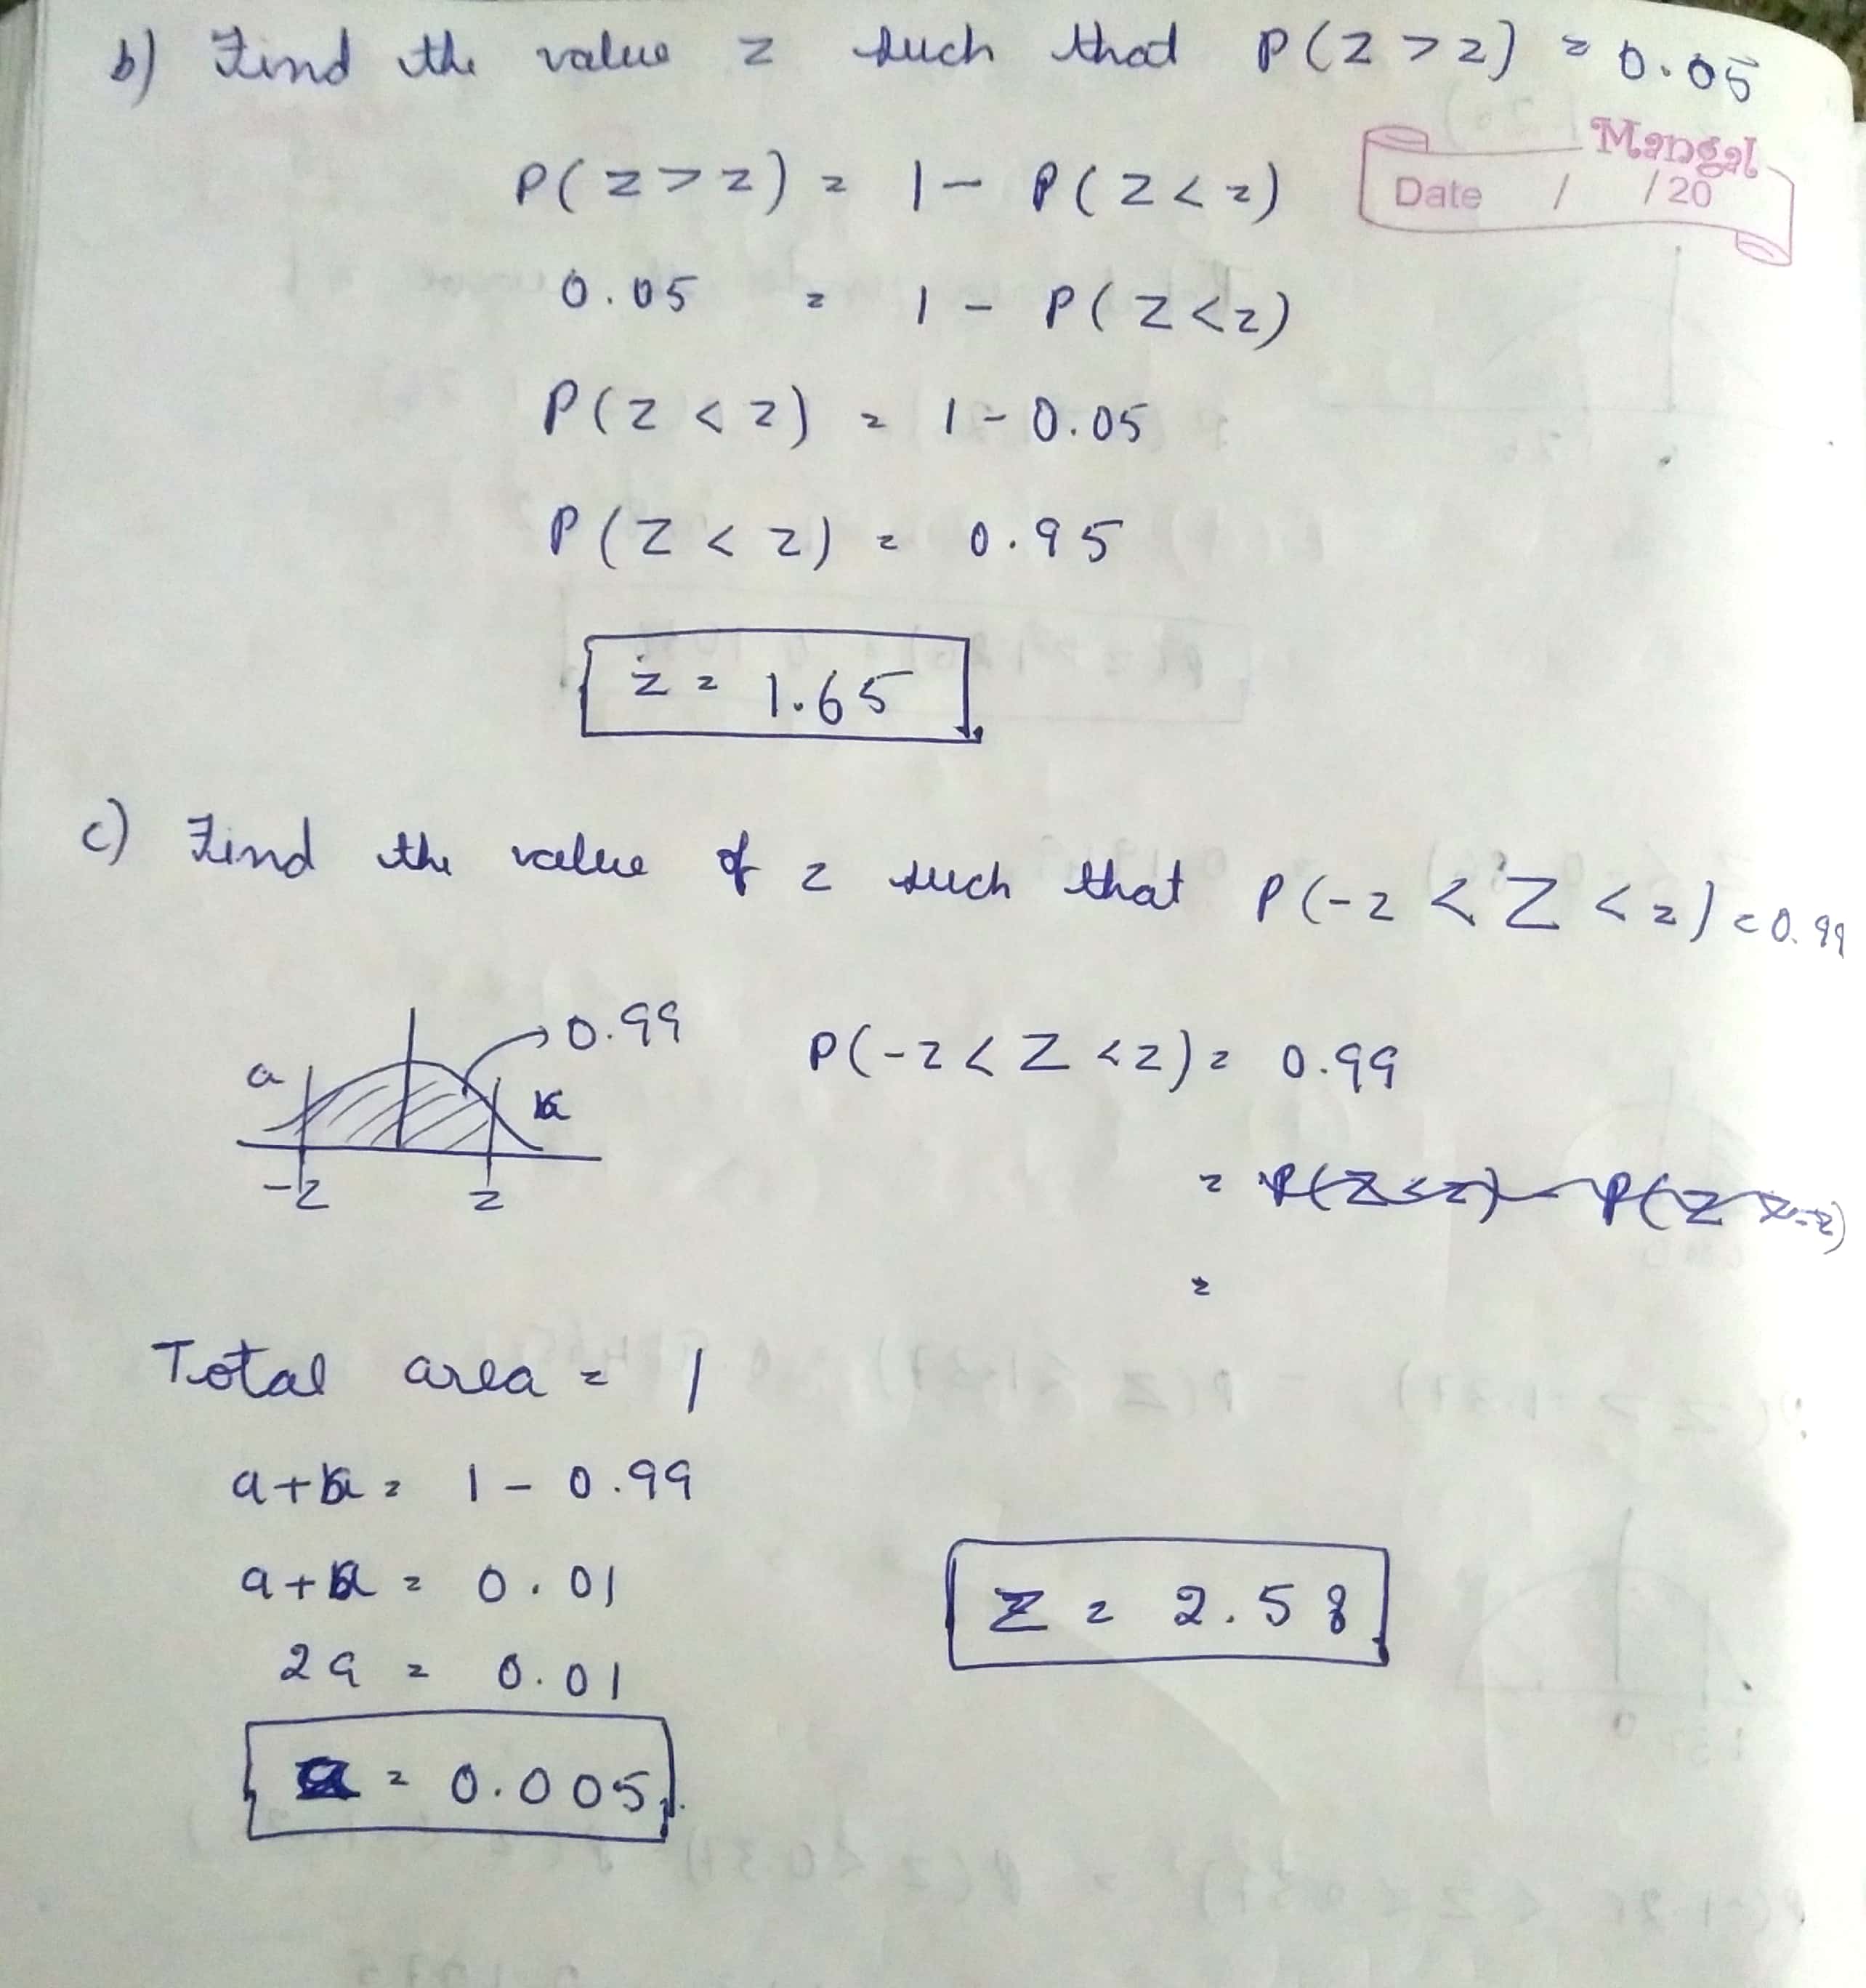 b) Find the value z such that P(Z > z) = 0.05
Mangal
Date / /20
P(Z > z) = 1 - P(Z < z)
0.05 = 1 - P(Z < z)
P(Z < z) = 1 - 0.05
P(Z < z) = 0.95
z = 1.65
c) Find the value of z such that P(-z < Z < z) = 0.99
0.99
P(-z < Z < z) = 0.99
a
a
-z
z
= P(Z < z) - P(Z
=
Total area = 1
a + a = 1 - 0.99
a + a = 0.01
2a = 0.01
z = 2.58
a = 0.005